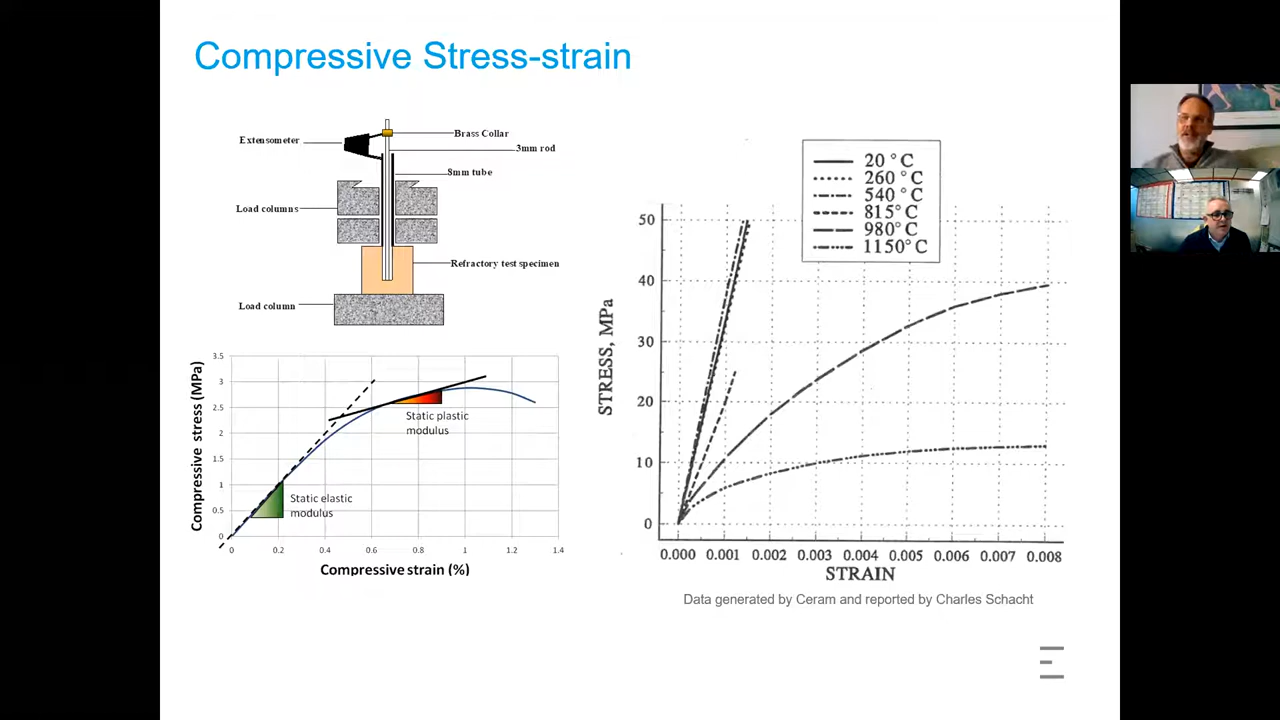 Compressive Stress-strain
Extensometer
Brass Collar
3mm rod
8mm tube
Load columns
Refractory test specimen
Load column
Compressive stress (MPa)
3.5
3
2.5
2
1.5
1
0.5
0
Static plastic
modulus
Static elastic
modulus
0 0.2 0.4 0.6 0.8 1 1.2 1.4
Compressive strain (%)
20 °C
260 °C
540 °C
815°C
980°C
1150°C
STRESS, MPa
50
40
30
20
10
0
0.000 0.001 0.002 0.003 0.004 0.005 0.006 0.007 0.008
STRAIN
Data generated by Ceram and reported by Charles Schacht